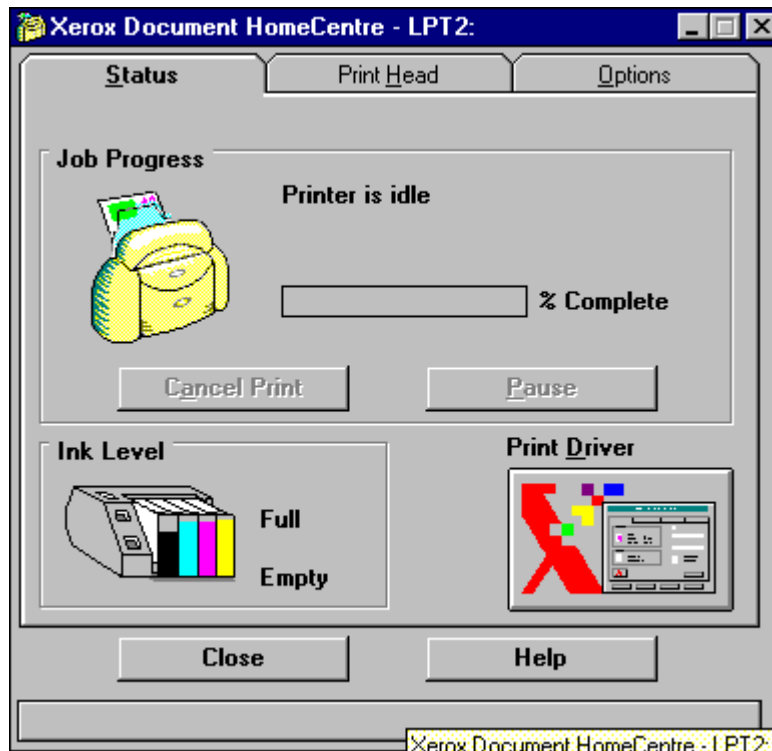 Xerox Document HomeCentre - LPT2:
Status Print Head Options
Job Progress
Printer is idle
% Complete
Cancel Print Pause
Ink Level
Full
Empty
Print Driver
Close Help
Xerox Document HomeCentre - LPT2: